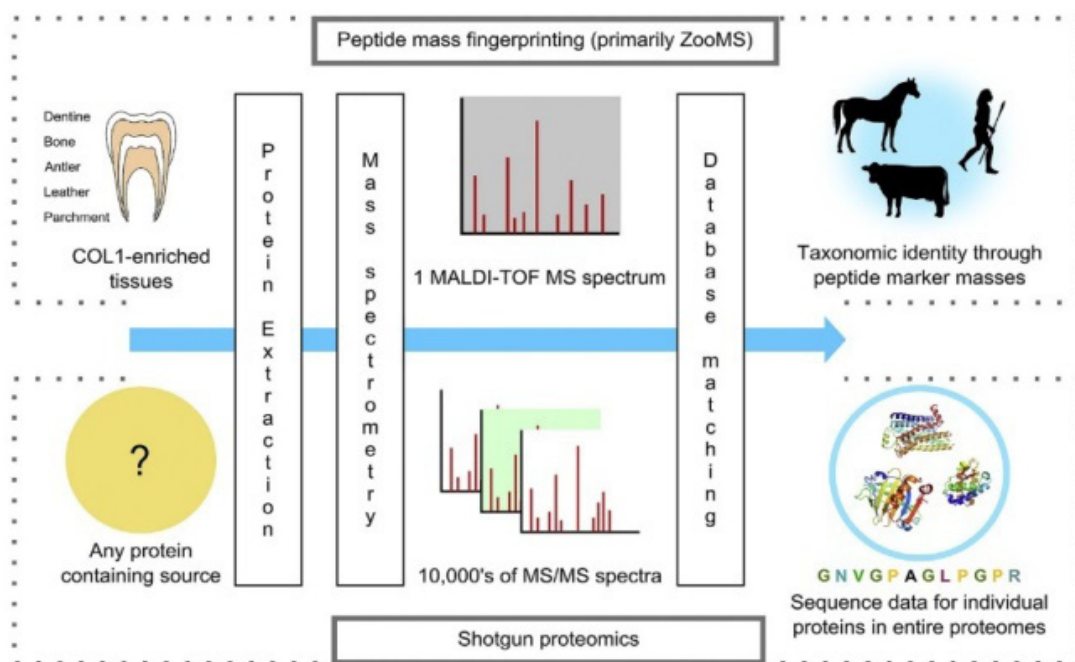 Peptide mass fingerprinting (primarily ZooMS)
Dentine
Bone
Antler
Leather
Parchment
COL1-enriched
tissues
Protein Extraction
Mass spectrometry
1 MALDI-TOF MS spectrum
Database matching
Taxonomic identity through
peptide marker masses
?
Any protein
containing source
10,000's of MS/MS spectra
GNVGPAGLPGPR
Sequence data for individual
proteins in entire proteomes
Shotgun proteomics